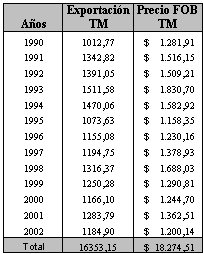 Años Exportación TM Precio FOB TM
1990 1012,77 $ 1.281,91
1991 1342,82 $ 1.516,15
1992 1391,05 $ 1.509,21
1993 1511,58 $ 1.830,70
1994 1470,06 $ 1.582,92
1995 1073,63 $ 1.158,35
1996 1155,08 $ 1.230,16
1997 1194,75 $ 1.378,93
1998 1316,37 $ 1.688,03
1999 1250,28 $ 1.290,81
2000 1166,10 $ 1.244,70
2001 1283,79 $ 1.362,51
2002 1184,90 $ 1.200,14
Total 16353,15 $ 18.274,51